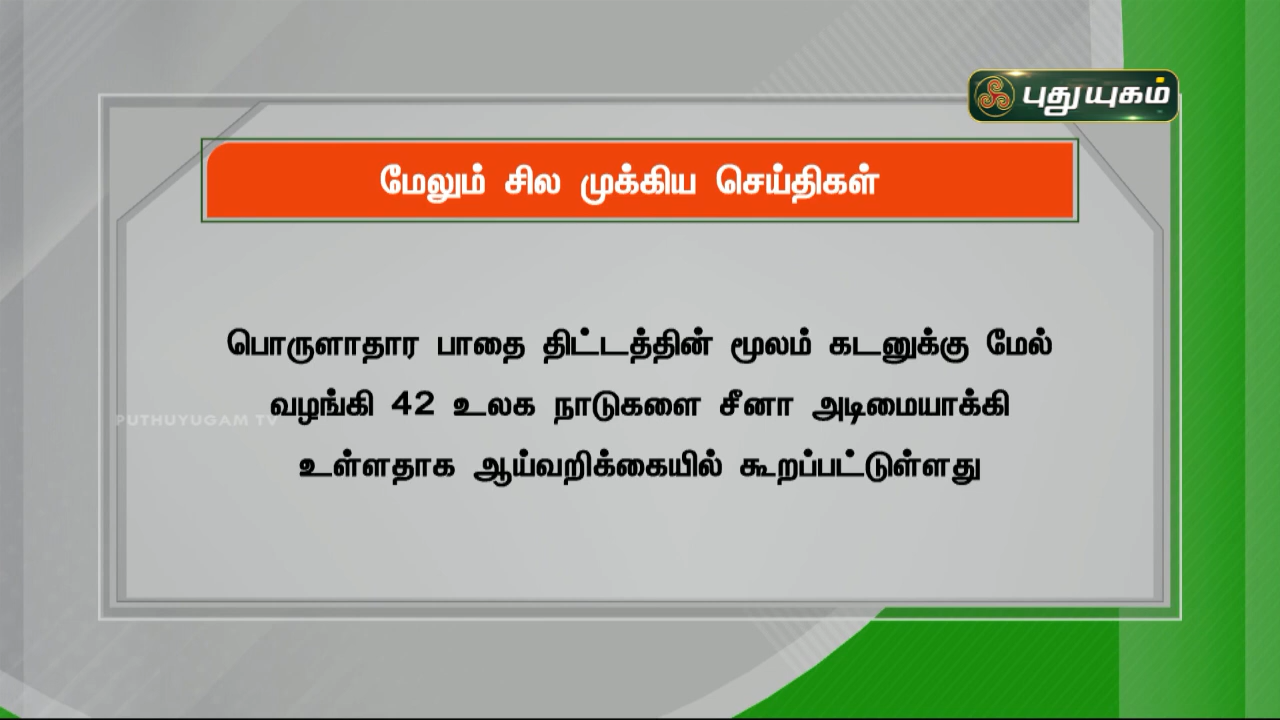 புதுயுகம்
மேலும் சில முக்கிய செய்திகள்
பொருளாதார பாதை திட்டத்தின் மூலம் கடனுக்கு மேல்
வழங்கி 42 உலக நாடுகளை சீனா அடிமையாக்கி
உள்ளதாக ஆய்வறிக்கையில் கூறப்பட்டுள்ளது
PUTHUYUGAM TV